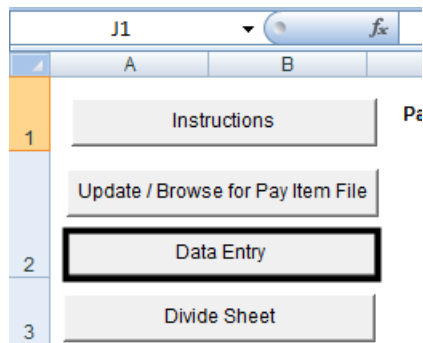 J1 fx
A B
1 Instructions Pa
Update / Browse for Pay Item File
2 Data Entry
3 Divide Sheet